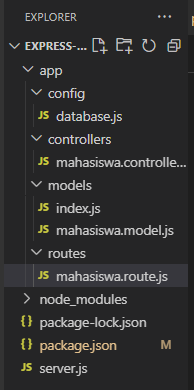 EXPLORER
EXPRESS-...
app
config
JS database.js
controllers
JS mahasiswa.controlle...
models
JS index.js
JS mahasiswa.model.js
routes
JS mahasiswa.route.js
node_modules
{} package-lock.json
{} package.json M
JS server.js